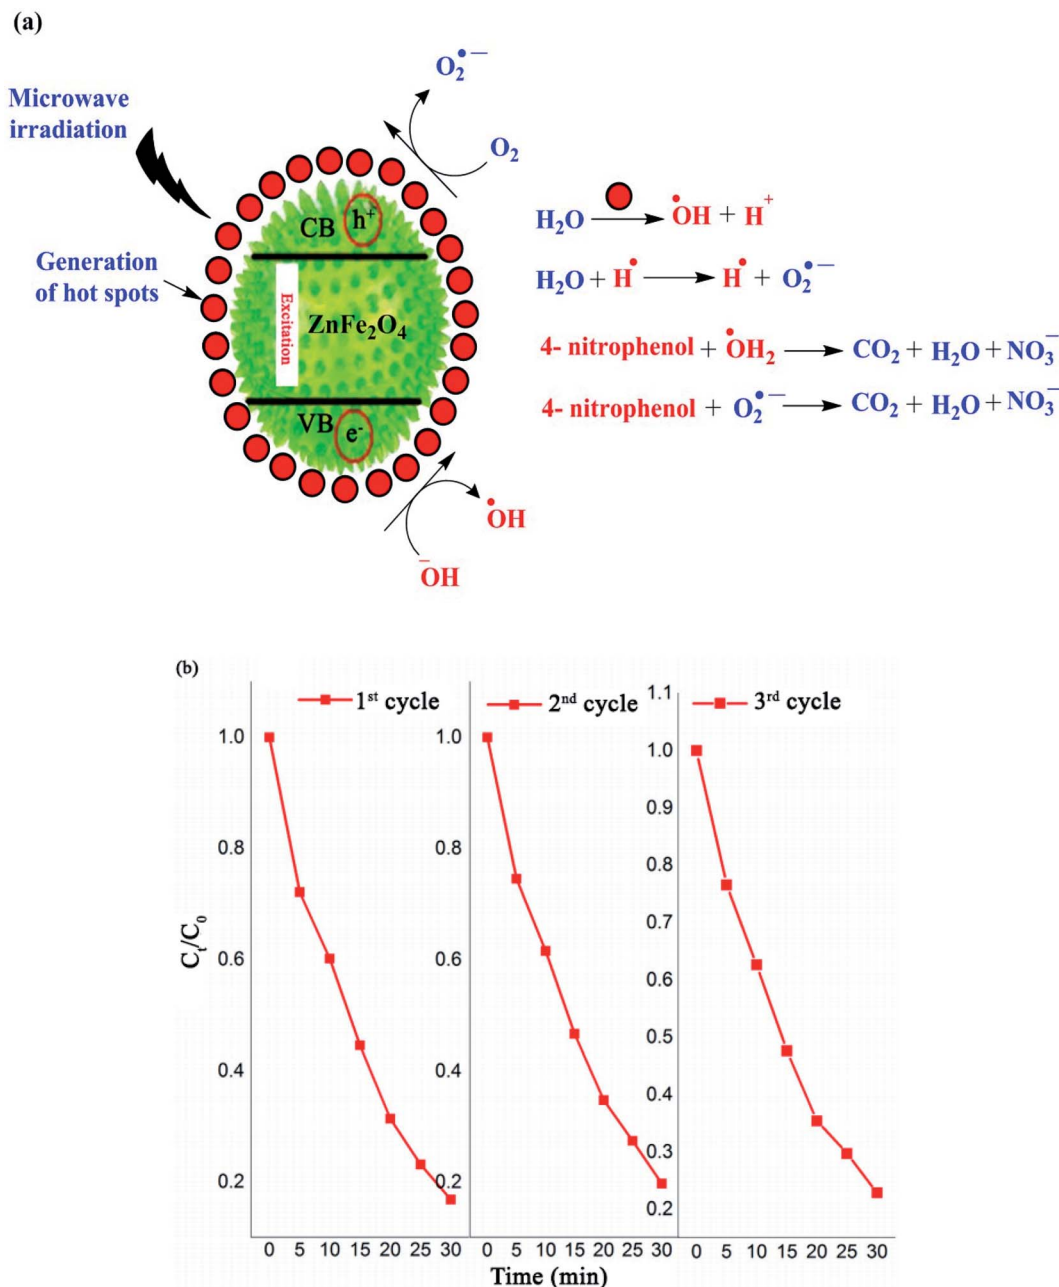 (a)
O₂•−
Microwave
irradiation
O₂
CB
h⁺
H₂O ⟶ •OH + H⁺
Generation
of hot spots
H₂O + H• ⟶ H• + O₂•−
Excitation
ZnFe₂O₄
4- nitrophenol + •OH₂ ⟶ CO₂ + H₂O + NO₃⁻
4- nitrophenol + O₂•− ⟶ CO₂ + H₂O + NO₃⁻
VB
e⁻
•OH
⁻OH
(b)
1ˢᵗ cycle
2ⁿᵈ cycle
3ʳᵈ cycle
Cₜ/C₀
1.0
0.8
0.6
0.4
0.2
1.0
0.8
0.6
0.4
0.2
1.1
1.0
0.9
0.8
0.7
0.6
0.5
0.4
0.3
0.2
0 5 10 15 20 25 30
0 5 10 15 20 25 30
0 5 10 15 20 25 30
Time (min)